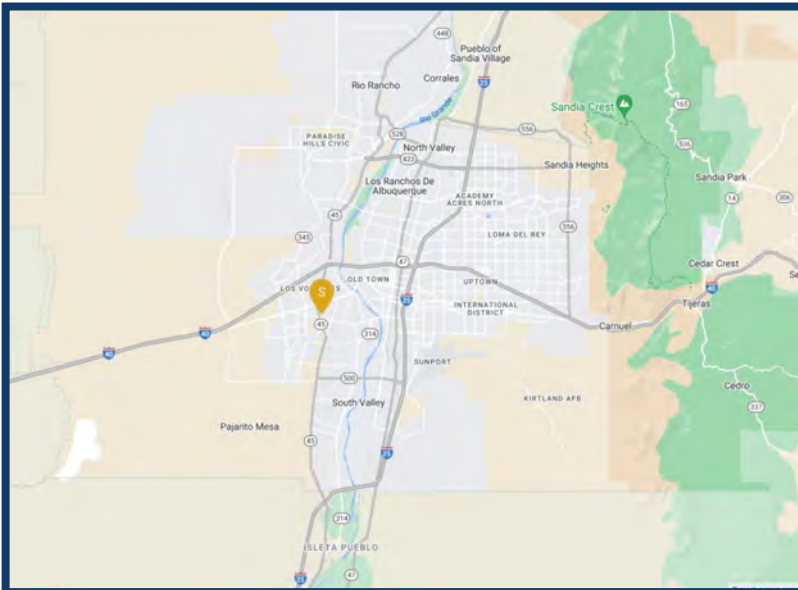 448
Pueblo of
Sandia Village
Corrales
Rio Rancho
25
Rio Grande
Sandia Crest
165
PARADISE
HILLS CIVIC
528
556
536
North Valley
423
Sandia Heights
Sandia Park
Los Ranchos De
Albuquerque
ACADEMY
ACRES NORTH
14
306
45
556
345
LOMA DEL REY
47
Cedar Crest
OLD TOWN
UPTOWN
40
S
25
INTERNATIONAL
DISTRICT
Tijeras
45
314
Carnuel
40
40
SUNPORT
500
Cedro
KIRTLAND AFB
South Valley
337
Pajarito Mesa
45
25
314
ISLETA PUEBLO
25
47